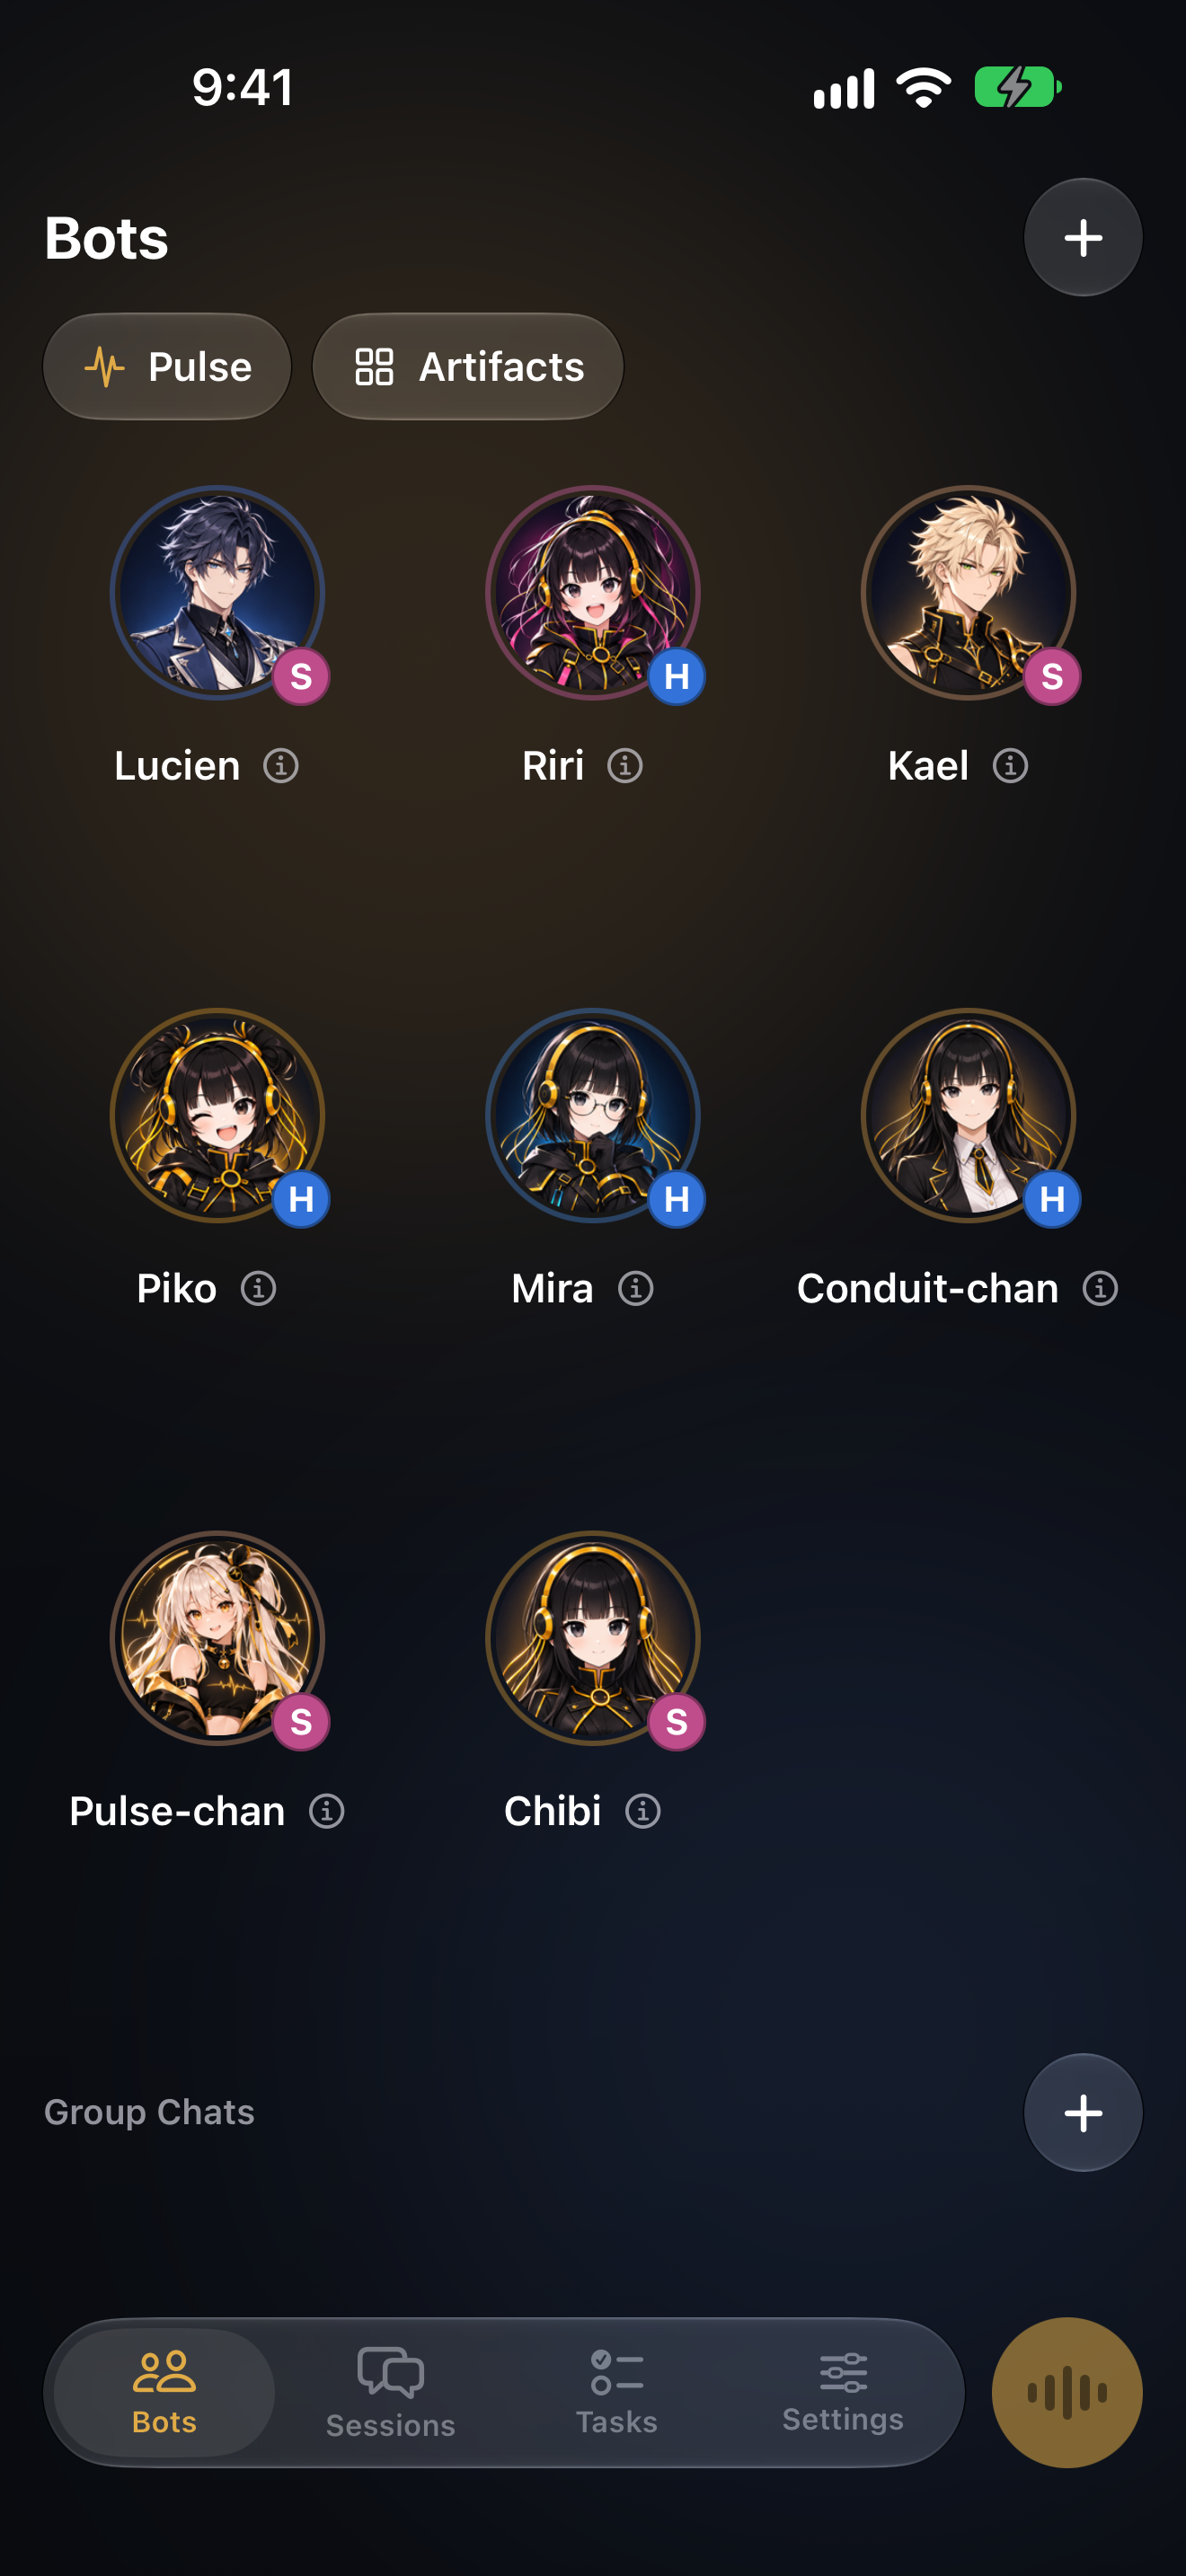 9:41
Bots
Pulse
Artifacts
S
H
S
Lucien
Riri
Kael
H
H
H
Piko
Mira
Conduit-chan
S
S
Pulse-chan
Chibi
Group Chats
Bots
Sessions
Tasks
Settings